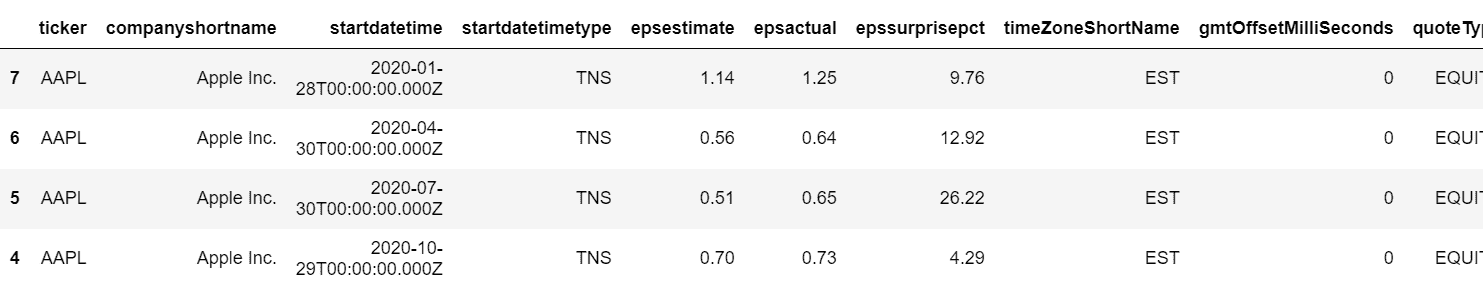 ticker companyshortname startdatetime startdatetimetype epsestimate epsactual epssurprisepct timeZoneShortName gmtOffsetMilliSeconds quoteTyp
7 AAPL Apple Inc. 2020-01-
28T00:00:00.000Z TNS 1.14 1.25 9.76 EST 0 EQUIT
6 AAPL Apple Inc. 2020-04-
30T00:00:00.000Z TNS 0.56 0.64 12.92 EST 0 EQUIT
5 AAPL Apple Inc. 2020-07-
30T00:00:00.000Z TNS 0.51 0.65 26.22 EST 0 EQUIT
4 AAPL Apple Inc. 2020-10-
29T00:00:00.000Z TNS 0.70 0.73 4.29 EST 0 EQUIT